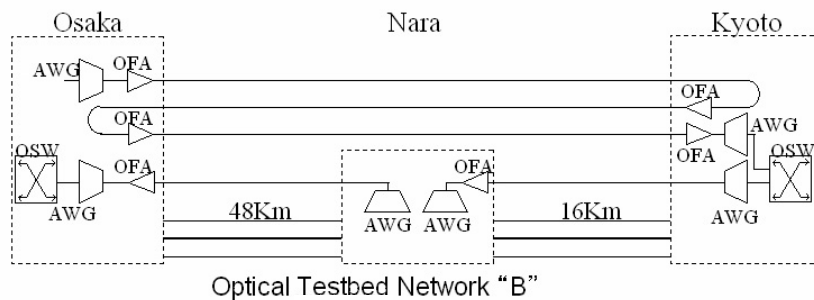 Osaka Nara Kyoto
AWG OFA
OFA
OFA
OFA AWG
OSW OFA OFA OSW
AWG AWG AWG AWG
48Km 16Km
Optical Testbed Network “B”